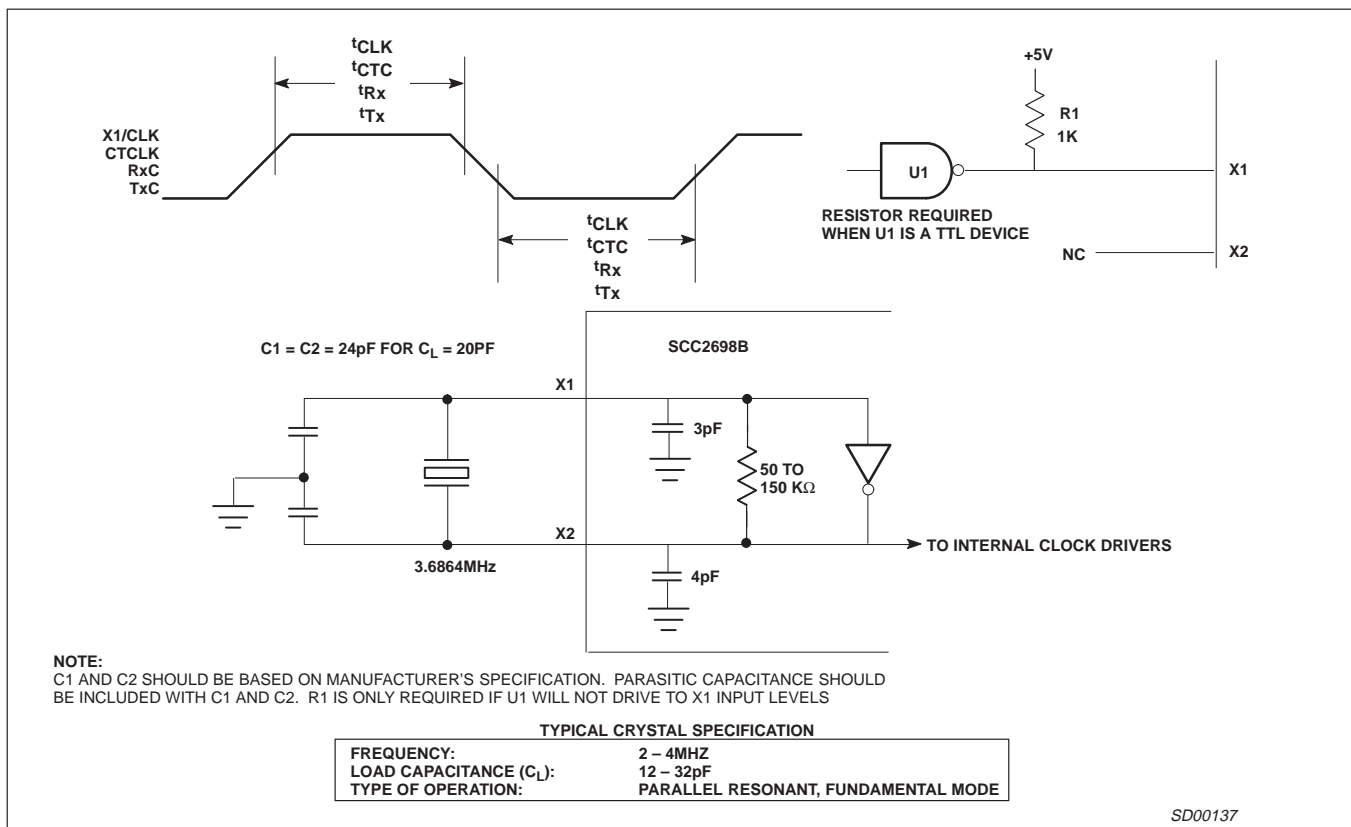 tCLK
tCTC
tRx
tTx
X1/CLK
CTCLK
RxC
TxC
tCLK
tCTC
tRx
tTx
+5V
R1
1K
U1
X1
RESISTOR REQUIRED
WHEN U1 IS A TTL DEVICE
NC
X2
C1 = C2 = 24pF FOR CL = 20PF
SCC2698B
X1
3pF
50 TO
150 KΩ
X2
TO INTERNAL CLOCK DRIVERS
3.6864MHz
4pF
NOTE:
C1 AND C2 SHOULD BE BASED ON MANUFACTURER'S SPECIFICATION. PARASITIC CAPACITANCE SHOULD
BE INCLUDED WITH C1 AND C2. R1 IS ONLY REQUIRED IF U1 WILL NOT DRIVE TO X1 INPUT LEVELS
TYPICAL CRYSTAL SPECIFICATION
FREQUENCY: 2 – 4MHZ
LOAD CAPACITANCE (CL): 12 – 32pF
TYPE OF OPERATION: PARALLEL RESONANT, FUNDAMENTAL MODE
SD00137